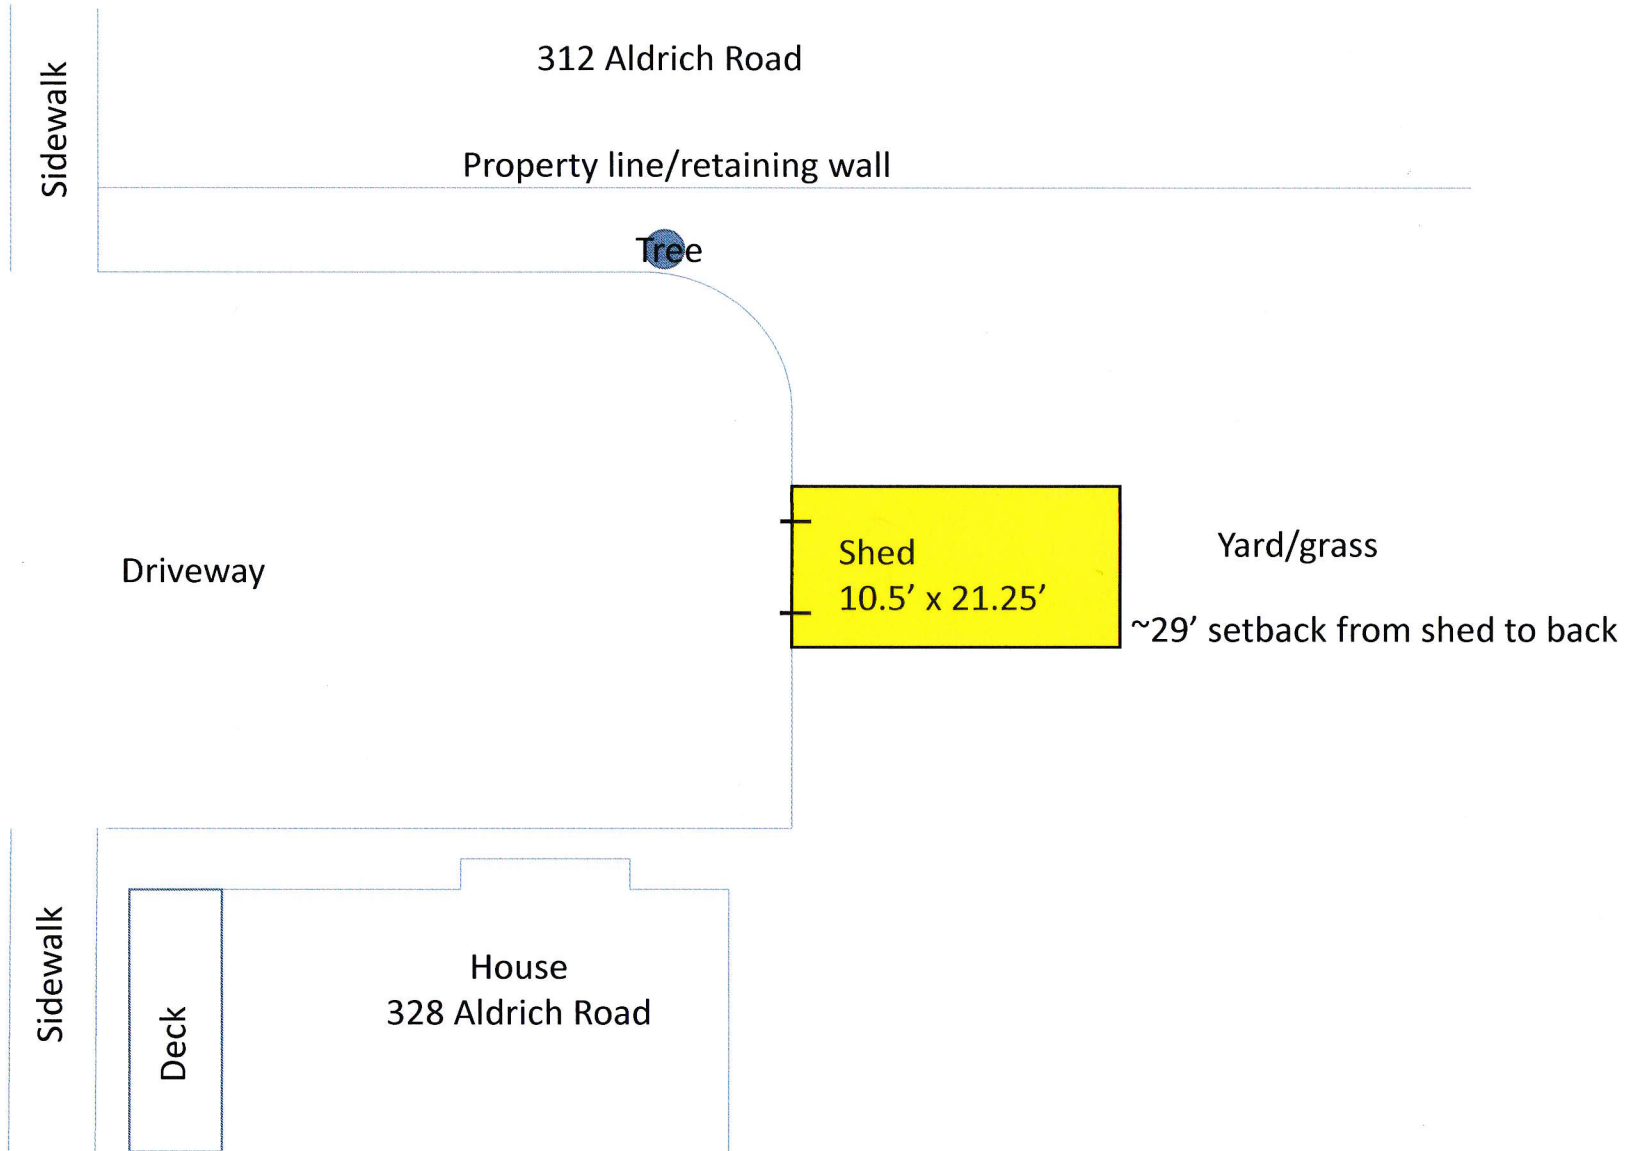 312 Aldrich Road
Sidewalk
Property line/retaining wall
Tree
Driveway
Shed
10.5’ x 21.25’
Yard/grass
~29’ setback from shed to back
Sidewalk
Deck
House
328 Aldrich Road